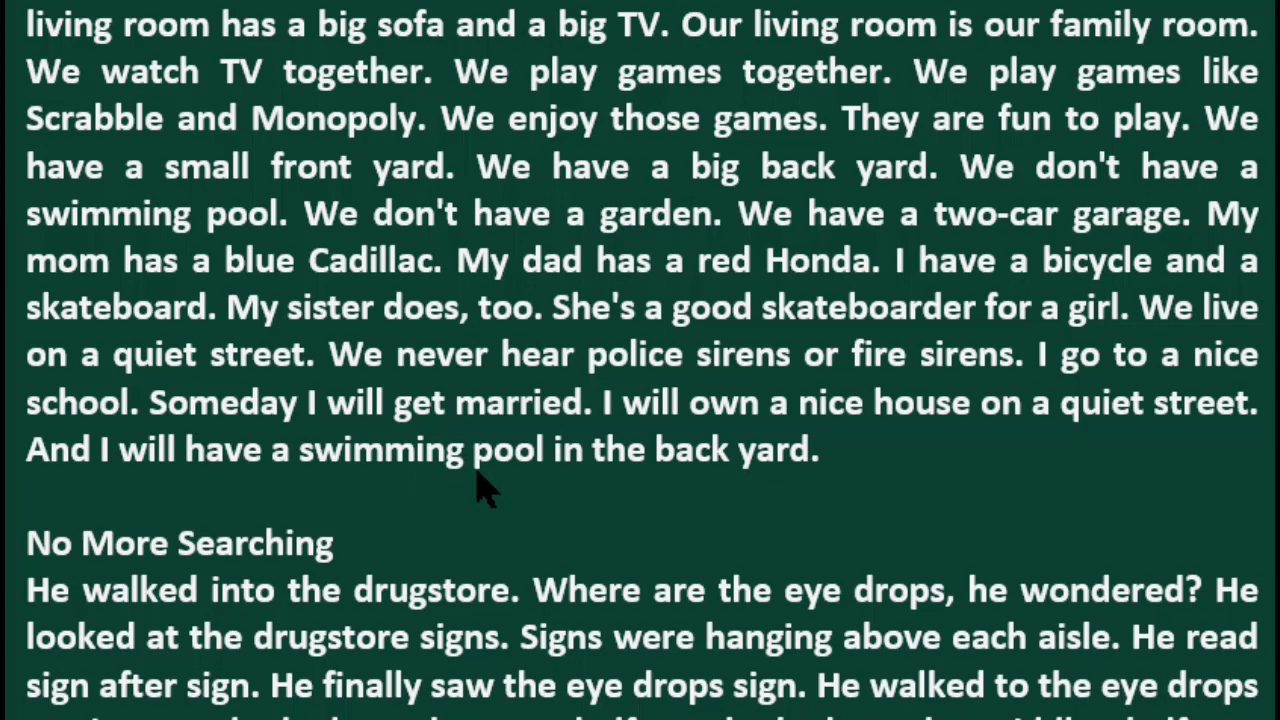 living room has a big sofa and a big TV. Our living room is our family room.
We watch TV together. We play games together. We play games like
Scrabble and Monopoly. We enjoy those games. They are fun to play. We
have a small front yard. We have a big back yard. We don't have a
swimming pool. We don't have a garden. We have a two-car garage. My
mom has a blue Cadillac. My dad has a red Honda. I have a bicycle and a
skateboard. My sister does, too. She's a good skateboarder for a girl. We live
on a quiet street. We never hear police sirens or fire sirens. I go to a nice
school. Someday I will get married. I will own a nice house on a quiet street.
And I will have a swimming pool in the back yard.
No More Searching
He walked into the drugstore. Where are the eye drops, he wondered? He
looked at the drugstore signs. Signs were hanging above each aisle. He read
sign after sign. He finally saw the eye drops sign. He walked to the eye drops